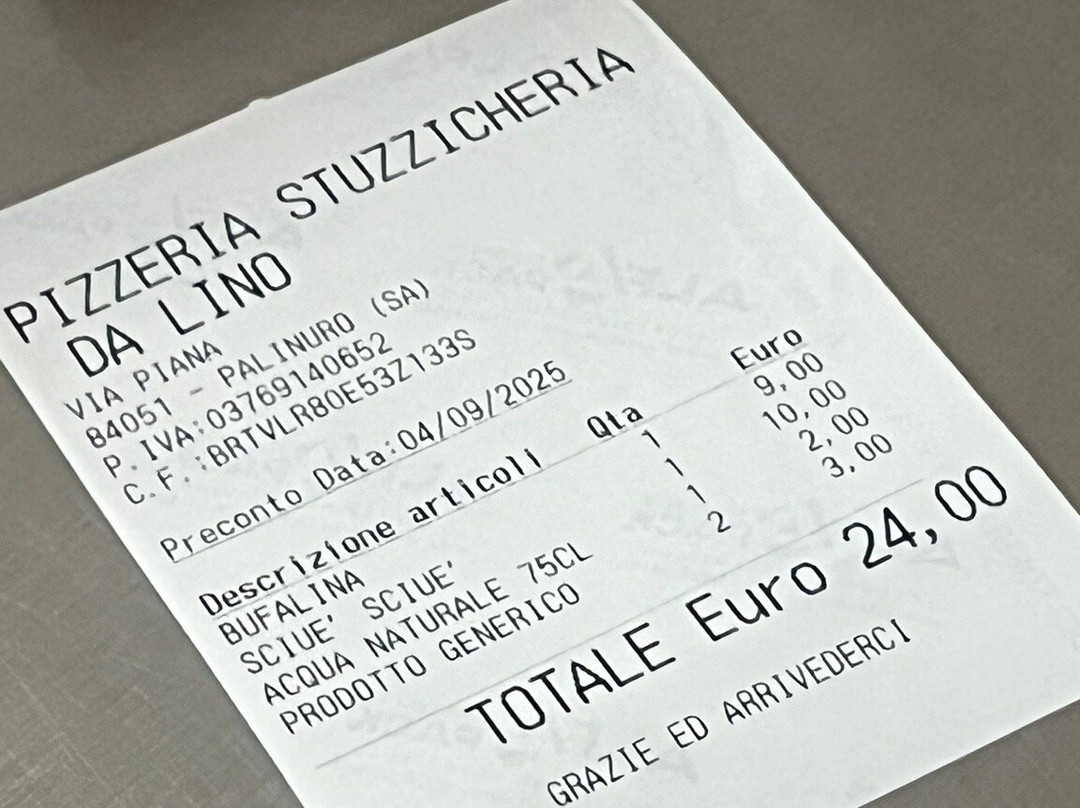 PIZZERIA STUZZICHERIA
DA LINO
VIA PIANA
84051 - PALINURO (SA)
P.IVA:03769140652
C.F.:BRTVLR80E53Z133S
Preconto Data:04/09/2025
Descrizione articoli Qta Euro
BUFALINA 1 9,00
SCIUE' SCIUE' 1 10,00
ACQUA NATURALE 75CL 1 2,00
PRODOTTO GENERICO 2 3,00
TOTALE Euro 24,00
GRAZIE ED ARRIVEDERCI